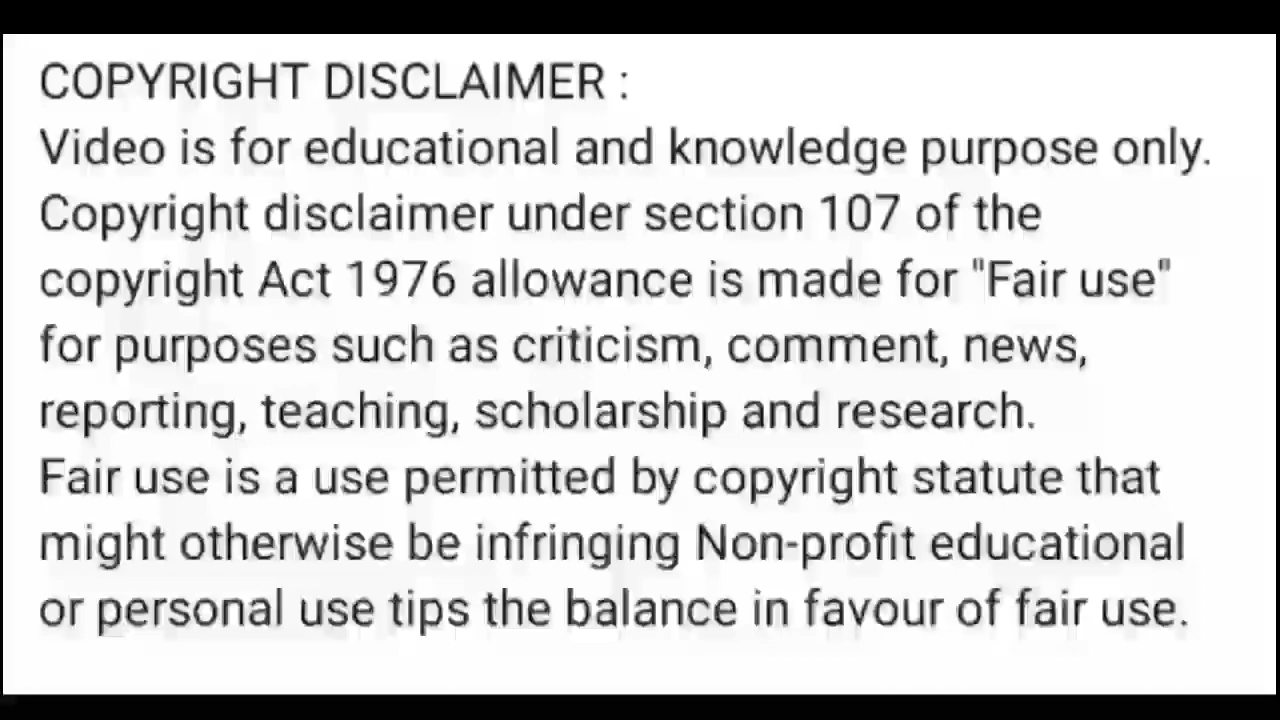 COPYRIGHT DISCLAIMER :
Video is for educational and knowledge purpose only.
Copyright disclaimer under section 107 of the
copyright Act 1976 allowance is made for "Fair use"
for purposes such as criticism, comment, news,
reporting, teaching, scholarship and research.
Fair use is a use permitted by copyright statute that
might otherwise be infringing Non-profit educational
or personal use tips the balance in favour of fair use.